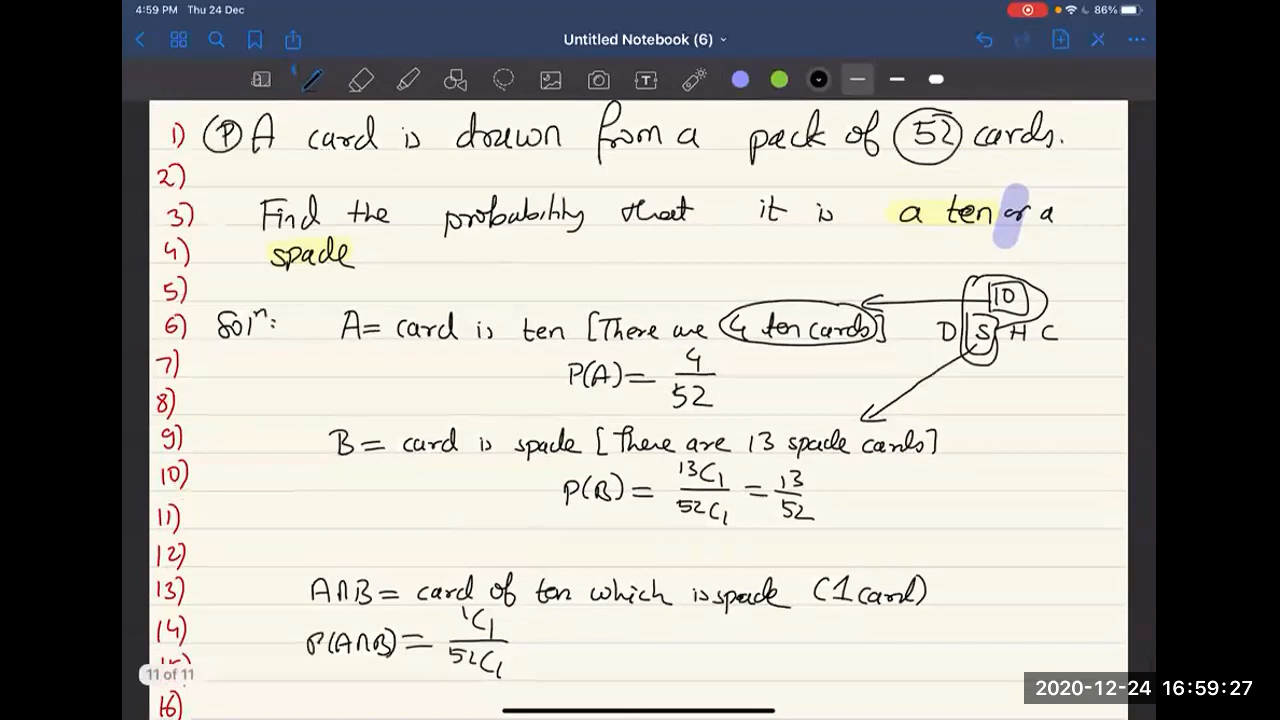 4:59 PM Thu 24 Dec
86%
Untitled Notebook (6)
1) (P) A card is drawn from a pack of 52 cards.
2)
3) Find the probability that it is a ten or a
4) spade
5) 10
6) Solⁿ: A = card is ten [There are 4 ten cards] D S H C
7) P(A) = 4/52
8)
9) B = card is spade [There are 13 spade cards]
10) P(B) = ¹³C₁/⁵²C₁ = 13/52
11)
12)
13) A∩B = card of ten which is spade (1 card)
14) P(A∩B) = ¹C₁/52C₁
15)
11 of 11
16)
2020-12-24 16:59:27